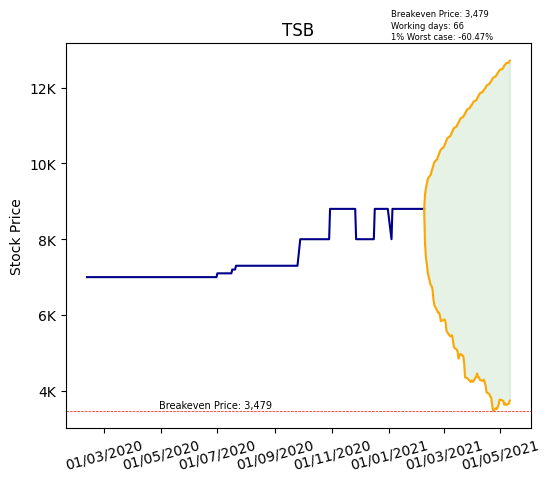 Breakeven Price: 3,479
Working days: 66
1% Worst case: -60.47%
TSB
Stock Price
12K
10K
8K
6K
4K
Breakeven Price: 3,479
01/03/2020
01/05/2020
01/07/2020
01/09/2020
01/11/2020
01/01/2021
01/03/2021
01/05/2021